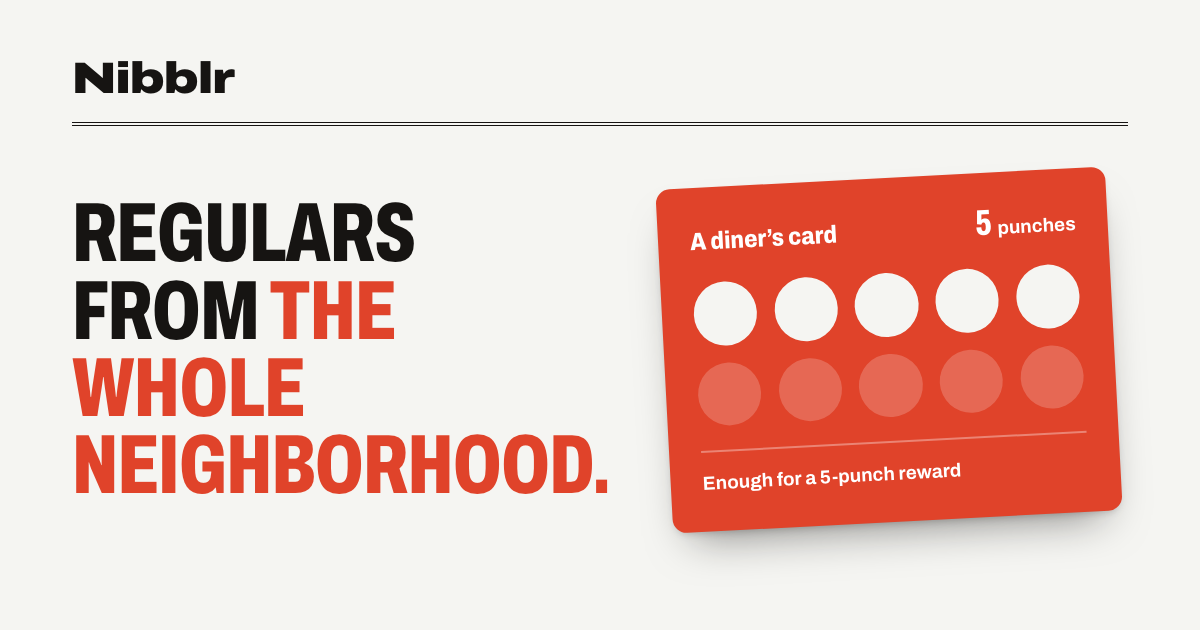 Nibblr
REGULARS
FROM THE
WHOLE
NEIGHBORHOOD.
A diner’s card
5 punches
Enough for a 5-punch reward